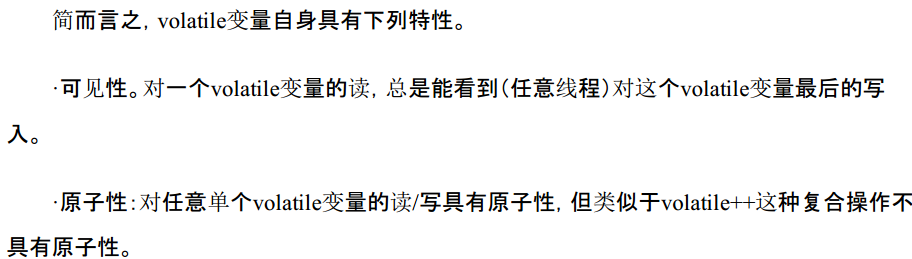 简而言之，volatile变量自身具有下列特性。
·可见性。对一个volatile变量的读，总是能看到（任意线程）对这个volatile变量最后的写
入。
·原子性：对任意单个volatile变量的读/写具有原子性，但类似于volatile++这种复合操作不
具有原子性。